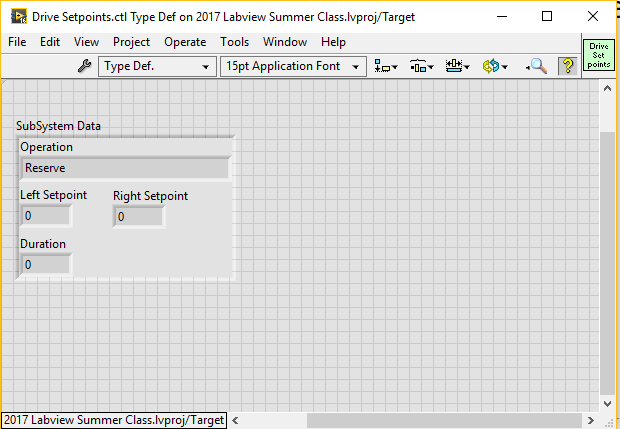 Drive Setpoints.ctl Type Def on 2017 Labview Summer Class.lvproj/Target
File Edit View Project Operate Tools Window Help
Type Def. 15pt Application Font
Drive
Set
points
SubSystem Data
Operation
Reserve
Left Setpoint Right Setpoint
0 0
Duration
0
2017 Labview Summer Class.lvproj/Target